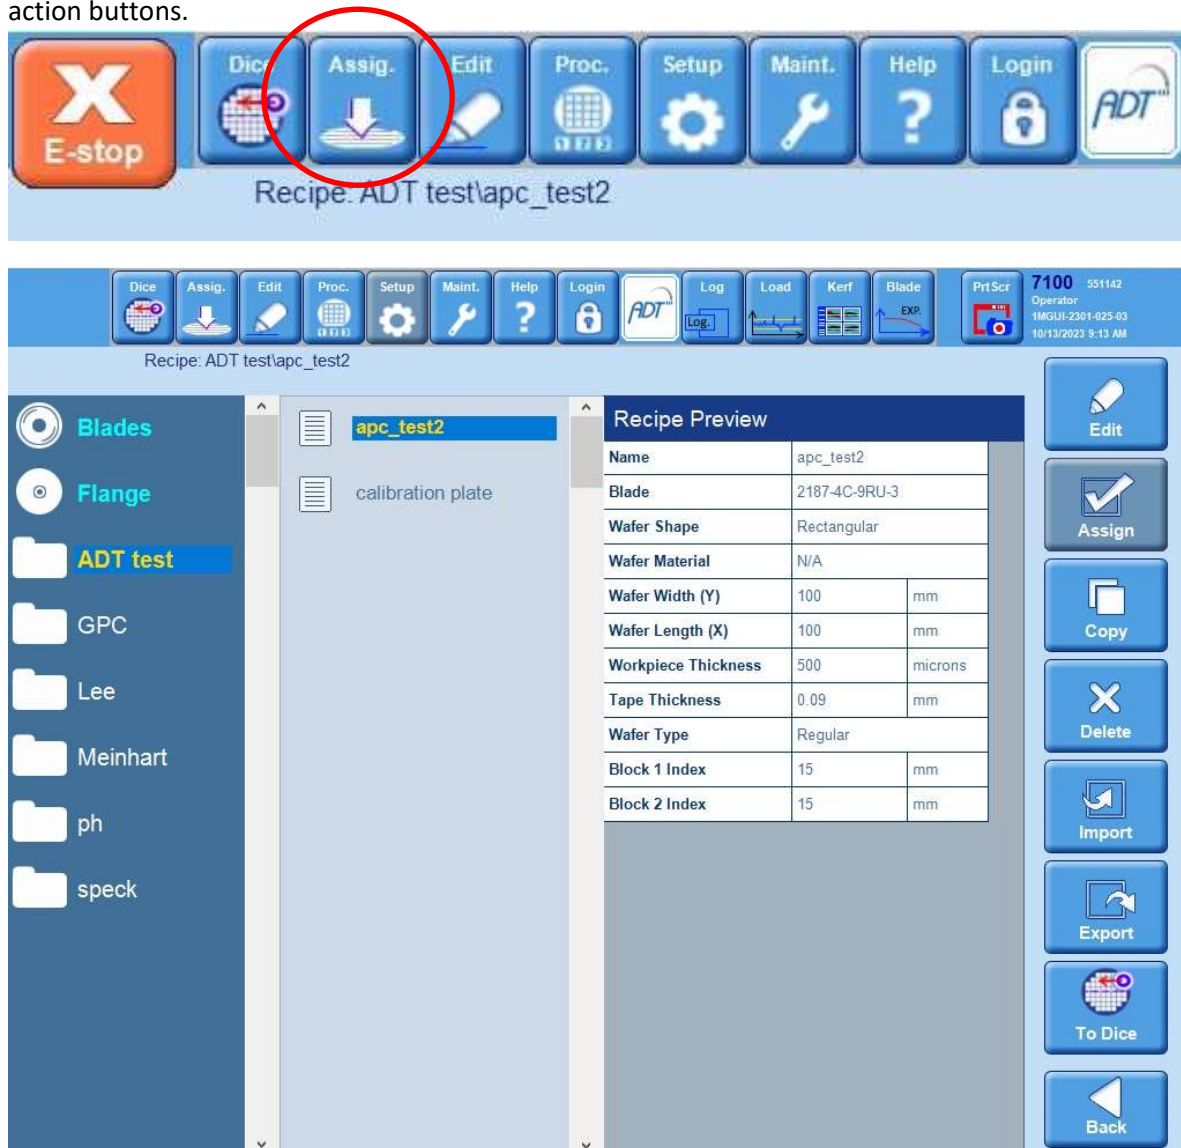 action buttons.
E-stop
Dice
Assig.
Edit
Proc.
Setup
Maint.
Help
Login
ADT
Recipe: ADT test\apc_test2
Dice
Assig.
Edit
Proc.
Setup
Maint.
Help
Login
ADT
Log
Log.
Load
Kerf
Blade
EXP.
PrtScr
7100 551142
Operator
1MGUI-2301-025-03
10/13/2023 9:13 AM
Recipe: ADT test\apc_test2
Blades
Flange
ADT test
GPC
Lee
Meinhart
ph
speck
apc_test2
calibration plate
Recipe Preview
Name apc_test2
Blade 2187-4C-9RU-3
Wafer Shape Rectangular
Wafer Material N/A
Wafer Width (Y) 100 mm
Wafer Length (X) 100 mm
Workpiece Thickness 500 microns
Tape Thickness 0.09 mm
Wafer Type Regular
Block 1 Index 15 mm
Block 2 Index 15 mm
Edit
Assign
Copy
Delete
Import
Export
To Dice
Back